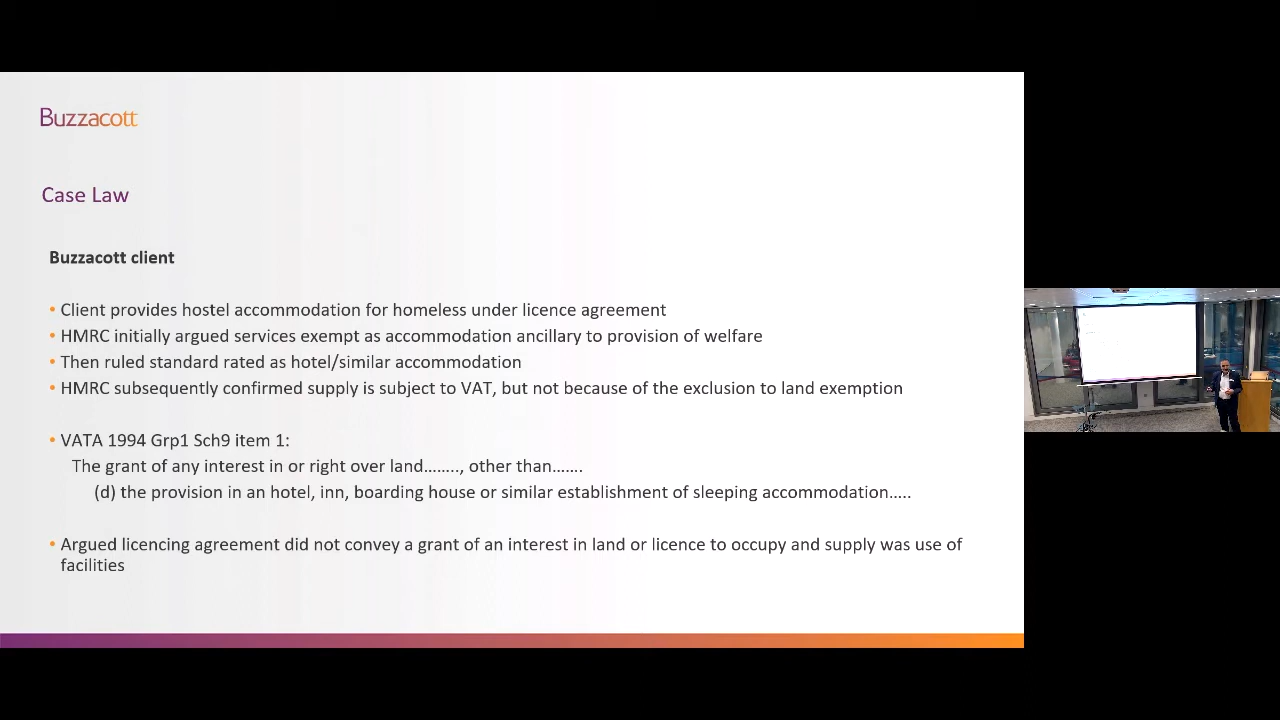 Buzzacott
Case Law
Buzzacott client
• Client provides hostel accommodation for homeless under licence agreement
• HMRC initially argued services exempt as accommodation ancillary to provision of welfare
• Then ruled standard rated as hotel/similar accommodation
• HMRC subsequently confirmed supply is subject to VAT, but not because of the exclusion to land exemption
• VATA 1994 Grp1 Sch9 item 1:
The grant of any interest in or right over land…….., other than…….
(d) the provision in an hotel, inn, boarding house or similar establishment of sleeping accommodation…..
• Argued licencing agreement did not convey a grant of an interest in land or licence to occupy and supply was use of
facilities